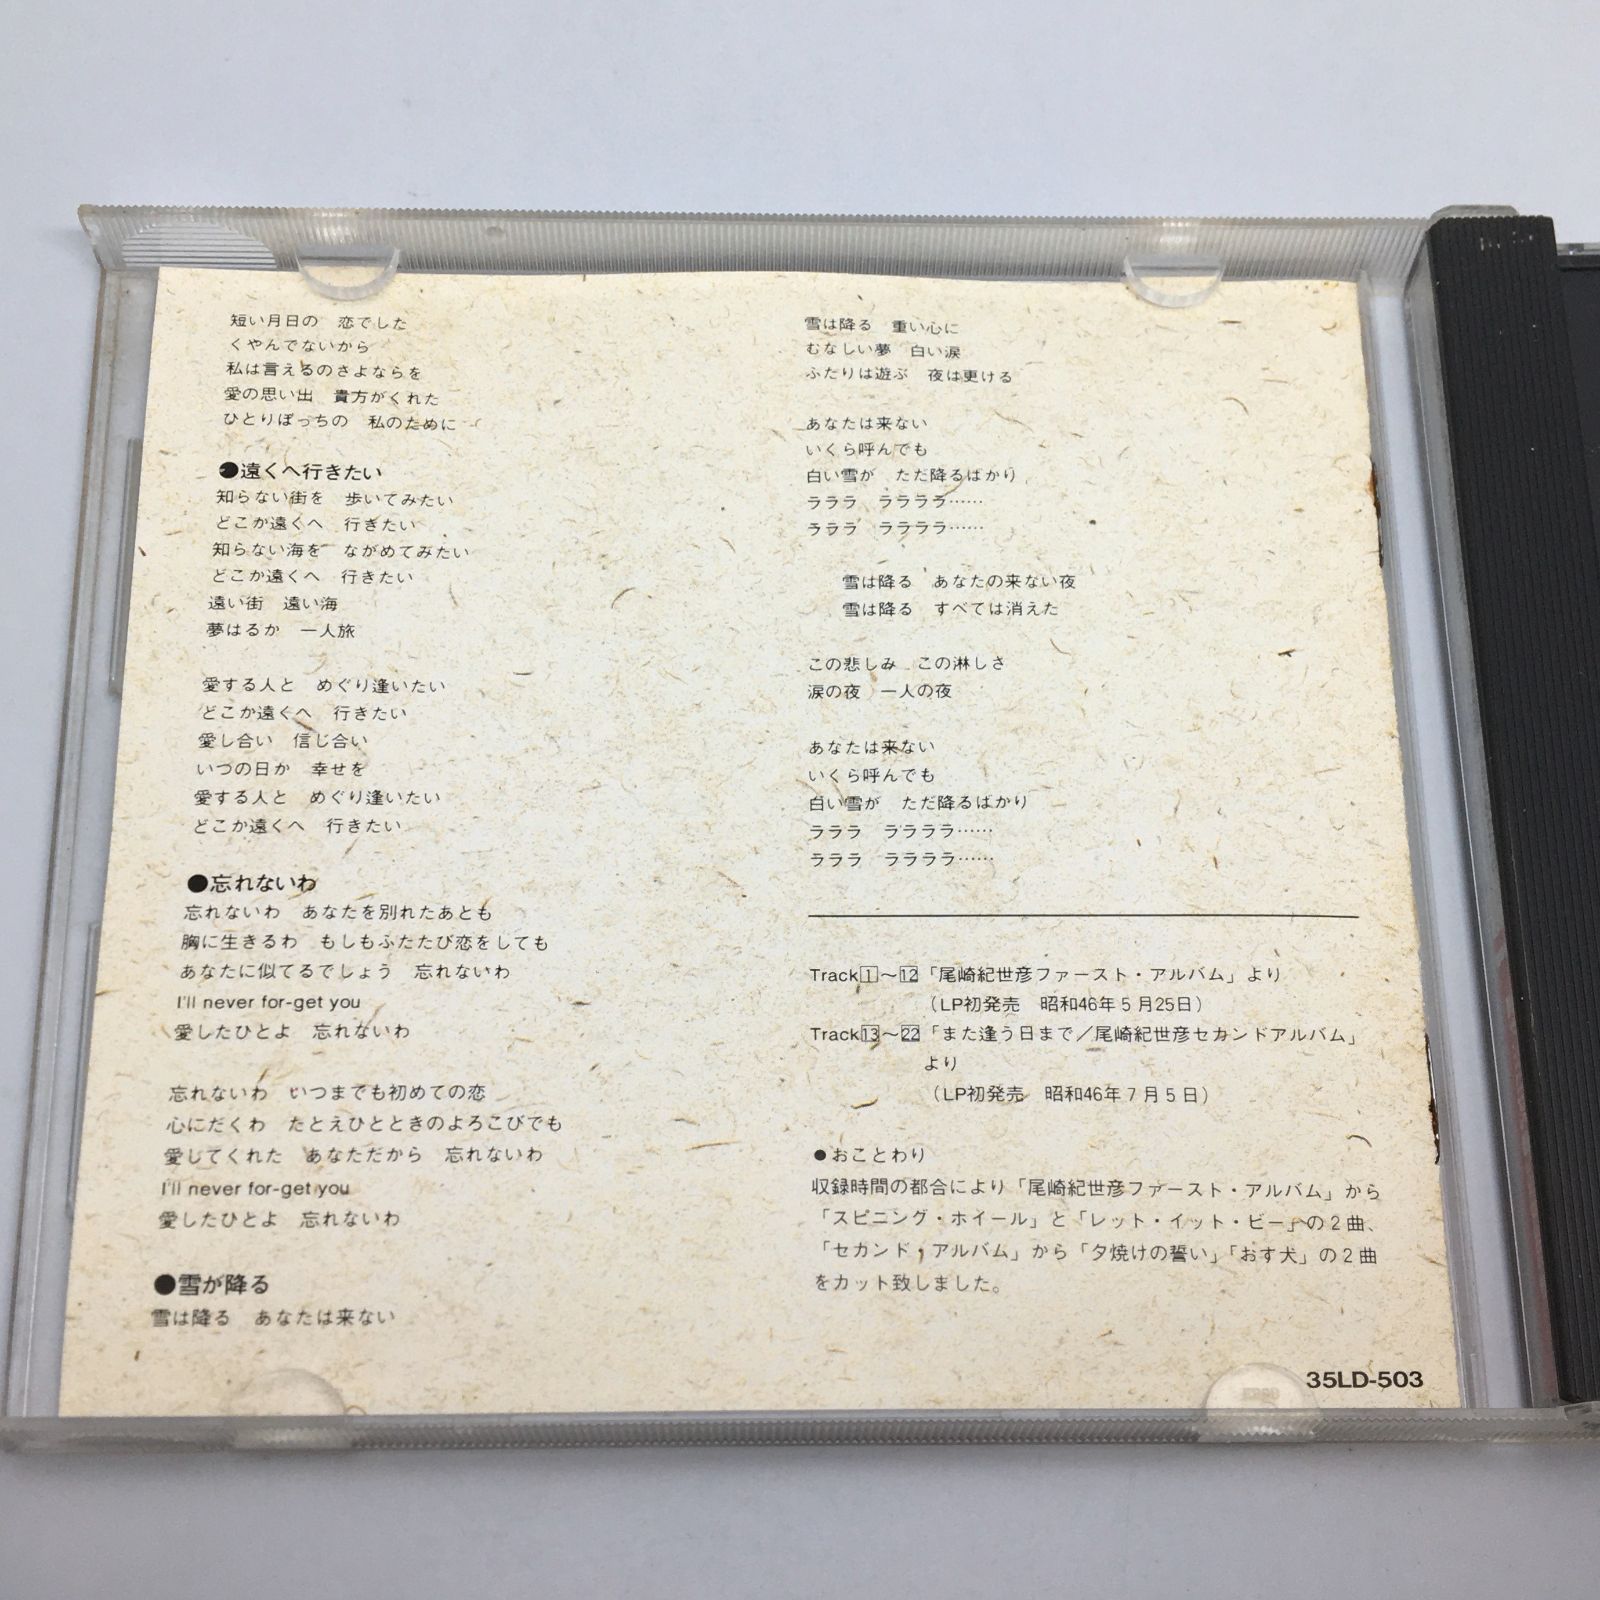 短い月日の　恋でした
くやんでないから
私は言えるのさよならを
愛の思い出　貴方がくれた
ひとりぼっちの　私のために
●遠くへ行きたい
知らない街を　歩いてみたい
どこか遠くへ　行きたい
知らない海を　ながめてみたい
どこか遠くへ　行きたい
遠い街　遠い海
夢はるか　一人旅
愛する人と　めぐり逢いたい
どこか遠くへ　行きたい
愛し合い　信じ合い
いつの日か　幸せを
愛する人と　めぐり逢いたい
どこか遠くへ　行きたい
●忘れないわ
忘れないわ　あなたを別れたあとも
胸に生きるわ　もしもふたたび恋をしても
あなたに似てるでしょう　忘れないわ
I'll never for-get you
愛したひとよ　忘れないわ
忘れないわ　いつまでも初めての恋
心にだくわ　たとえひとときのよろこびでも
愛じてくれた　あなただから　忘れないわ
I'll never for-get you
愛したひとよ　忘れないわ
●雪が降る
雪は降る　あなたは来ない
雪は降る　重い心に
むなしい夢　白い涙
ふたりは遊ぶ　夜は更ける
あなたは来ない
いくら呼んでも
白い雪が　ただ降るばかり
ラララ　ララララ……
ラララ　ララララ……
雪は降る　あなたの来ない夜
雪は降る　すべては消えた
この悲しみ　この淋しさ
涙の夜　一人の夜
あなたは来ない
いくら呼んでも
白い雪が　ただ降るばかり
ラララ　ララララ……
ラララ　ララララ……
Track1〜12「尾崎紀世彦ファースト・アルバム」より
（LP初発売　昭和46年5月25日）
Track13〜22「また逢う日まで／尾崎紀世彦セカンドアルバム」
より
（LP初発売　昭和46年7月5日）
●おことわり
収録時間の都合により「尾崎紀世彦ファースト・アルバム」から
「スピニング・ホイール」と「レット・イット・ビー」の2曲、
「セカンド・アルバム」から「夕焼けの誓い」「おす犬」の2曲
をカット致しました。
35LD-503